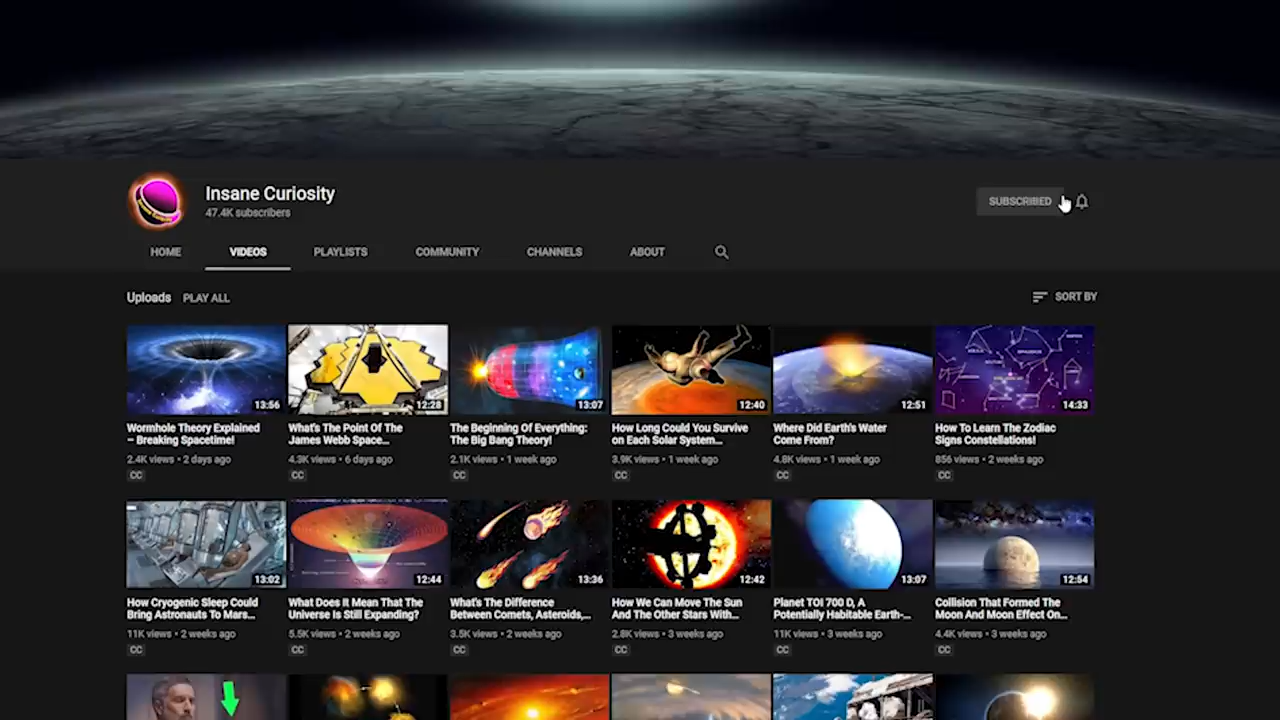 Insane Curiosity
47.4K subscribers
SUBSCRIBED
HOME VIDEOS PLAYLISTS COMMUNITY CHANNELS ABOUT
Uploads PLAY ALL SORT BY
13:56 12:28 13:07 12:40 12:51 14:33
Wormhole Theory Explained
– Breaking Spacetime!
2.4K views • 2 days ago
CC
What's The Point Of The
James Webb Space...
4.3K views • 6 days ago
CC
The Beginning Of Everything:
The Big Bang Theory!
2.1K views • 1 week ago
CC
How Long Could You Survive
on Each Solar System...
3.9K views • 1 week ago
CC
Where Did Earth's Water
Come From?
4.8K views • 1 week ago
CC
How To Learn The Zodiac
Signs Constellations!
856 views • 2 weeks ago
CC
13:02 12:44 13:36 12:42 13:07 12:54
How Cryogenic Sleep Could
Bring Astronauts To Mars...
11K views • 2 weeks ago
CC
What Does It Mean That The
Universe Is Still Expanding?
5.5K views • 2 weeks ago
CC
What's The Difference
Between Comets, Asteroids,...
3.5K views • 2 weeks ago
CC
How We Can Move The Sun
And The Other Stars With...
2.8K views • 3 weeks ago
CC
Planet TOI 700 D, A
Potentially Habitable Earth-...
11K views • 3 weeks ago
CC
Collision That Formed The
Moon And Moon Effect On...
4.4K views • 3 weeks ago
CC